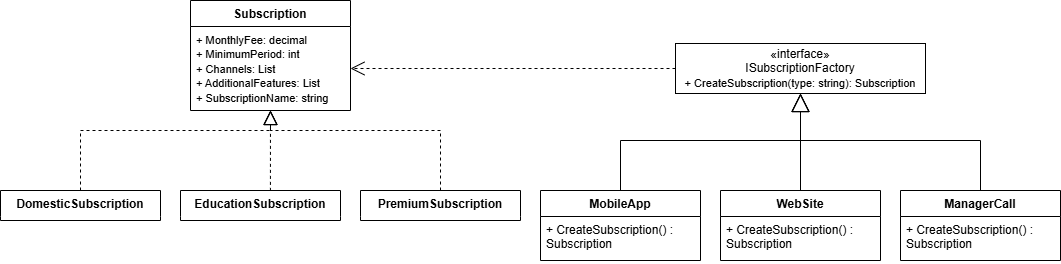 Subscription
+ MonthlyFee: decimal
+ MinimumPeriod: int
+ Channels: List
+ AdditionalFeatures: List
+ SubscriptionName: string
«interface»
ISubscriptionFactory
+ CreateSubscription(type: string): Subscription
DomesticSubscription
EducationSubscription
PremiumSubscription
MobileApp
+ CreateSubscription() :
Subscription
WebSite
+ CreateSubscription() :
Subscription
ManagerCall
+ CreateSubscription() :
Subscription